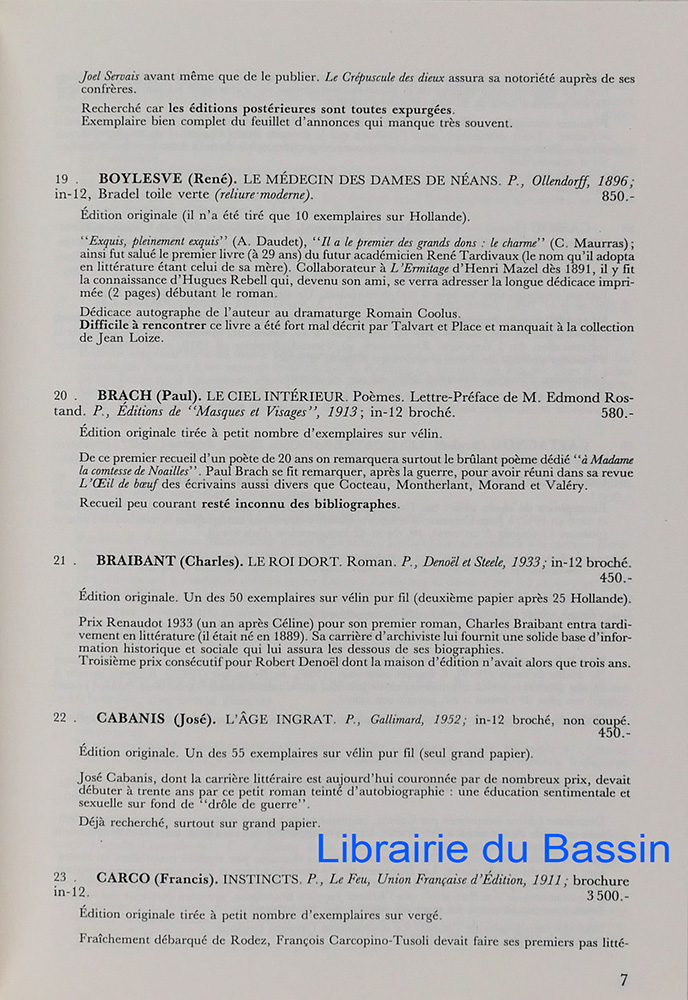 Joel Servais avant même que de le publier. Le Crépuscule des dieux assura sa notoriété auprès de ses
confrères.
Recherché car les éditions postérieures sont toutes expurgées.
Exemplaire bien complet du feuillet d'annonces qui manque très souvent.
19 . BOYLESVE (René). LE MÉDECIN DES DAMES DE NÉANS. P., Ollendorff, 1896;
in-12, Bradel toile verte (reliure moderne). 850.-
Édition originale (il n'a été tiré que 10 exemplaires sur Hollande).
"Exquis, pleinement exquis" (A. Daudet), "Il a le premier des grands dons : le charme" (C. Maurras);
ainsi fut salué le premier livre (à 29 ans) du futur académicien René Tardivaux (le nom qu'il adopta
en littérature étant celui de sa mère). Collaborateur à L'Ermitage d'Henri Mazel dès 1891, il y fit
la connaissance d'Hugues Rebell qui, devenu son ami, se verra adresser la longue dédicace impri-
mée (2 pages) débutant le roman.
Dédicace autographe de l'auteur au dramaturge Romain Coolus.
Difficile à rencontrer ce livre a été fort mal décrit par Talvart et Place et manquait à la collection
de Jean Loize.
20 . BRACH (Paul). LE CIEL INTÉRIEUR. Poèmes. Lettre-Préface de M. Edmond Ros-
tand. P., Éditions de "Masques et Visages", 1913; in-12 broché. 580.-
Édition originale tirée à petit nombre d'exemplaires sur vélin.
De ce premier recueil d'un poète de 20 ans on remarquera surtout le brûlant poème dédié "à Madame
la comtesse de Noailles". Paul Brach se fit remarquer, après la guerre, pour avoir réuni dans sa revue
L'Œil de bœuf des écrivains aussi divers que Cocteau, Montherlant, Morand et Valéry.
Recueil peu courant resté inconnu des bibliographes.
21 . BRAIBANT (Charles). LE ROI DORT. Roman. P., Denoël et Steele, 1933; in-12 broché.
450.-
Édition originale. Un des 50 exemplaires sur vélin pur fil (deuxième papier après 25 Hollande).
Prix Renaudot 1933 (un an après Céline) pour son premier roman, Charles Braibant entra tardi-
vement en littérature (il était né en 1889). Sa carrière d'archiviste lui fournit une solide base d'infor-
mation historique et sociale qui lui assura les dessous de ses biographies.
Troisième prix consécutif pour Robert Denoël dont la maison d'édition n'avait alors que trois ans.
22 . CABANIS (José). L'ÂGE INGRAT. P., Gallimard, 1952; in-12 broché, non coupé.
450.-
Édition originale. Un des 55 exemplaires sur vélin pur fil (seul grand papier).
José Cabanis, dont la carrière littéraire est aujourd'hui couronnée par de nombreux prix, devait
débuter à trente ans par ce petit roman teinté d'autobiographie : une éducation sentimentale et
sexuelle sur fond de "drôle de guerre".
Déjà recherché, surtout sur grand papier.
Librairie du Bassin
23 . CARCO (Francis). INSTINCTS. P., Le Feu, Union Française d'Édition, 1911; brochure
in-12. 3 500.-
Édition originale tirée à petit nombre d'exemplaires sur vergé.
Fraîchement débarqué de Rodez, François Carcopino-Tusoli devait faire ses premiers pas litté-
7